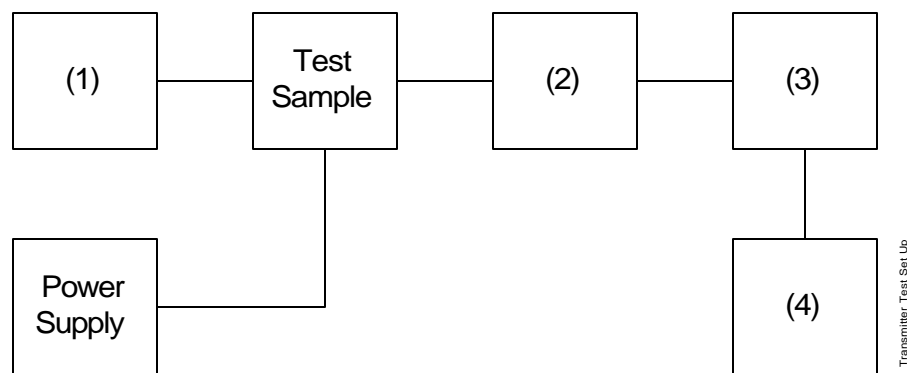 (1)
Test
Sample
(2)
(3)
Power
Supply
(4)
Transmitter Test Set Up